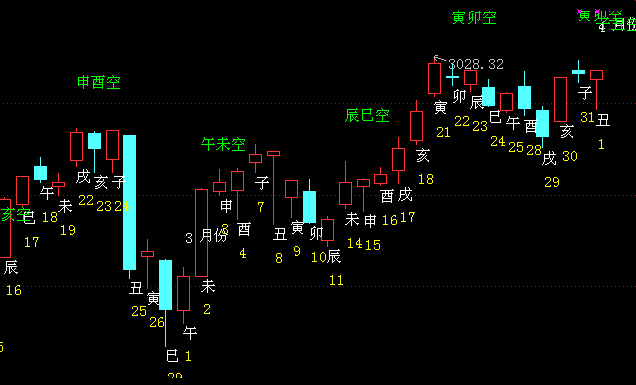 寅卯空
寅卯空
4 月份
3028.32
申酉空
辰巳空
午未空
亥空
辰
16
巳
17
午
18
未
19
戌
22
亥
23
子
24
丑
25
寅
26
巳
29
午
1
未
2
3 月份
申
3
酉
4
子
7
丑
8
寅
9
卯
10
辰
11
未
14
申
15
酉
16
戌
17
亥
18
寅
21
卯
22
辰
23
巳
24
午
25
酉
28
戌
29
亥
30
子
31
丑
1